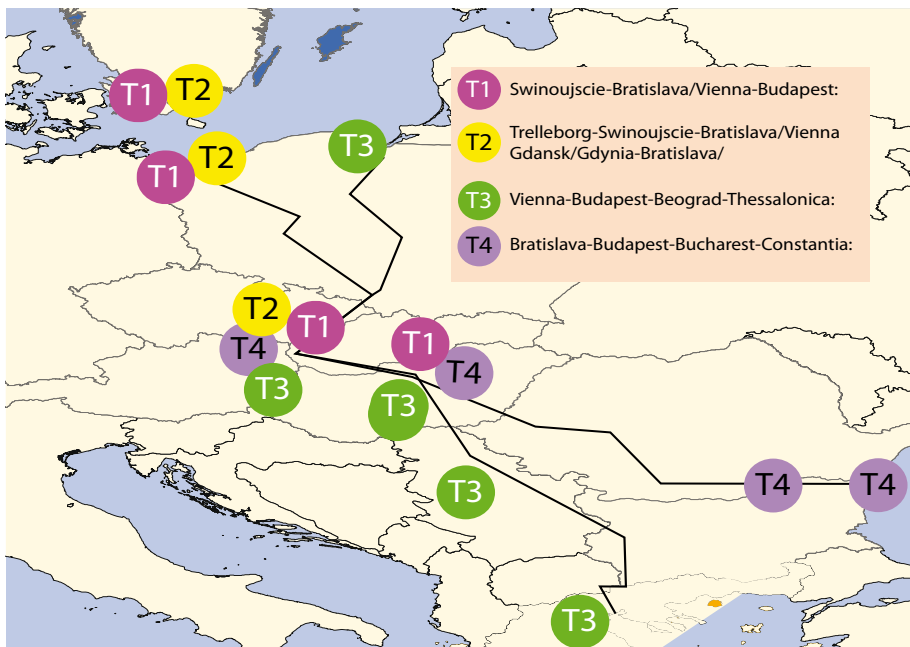 T1 T2
T1 Swinoujscie-Bratislava/Vienna-Budapest:
T2 Trelleborg-Swinoujscie-Bratislava/Vienna
Gdansk/Gdynia-Bratislava/
T3
T2
T1
T3 Vienna-Budapest-Beograd-Thessalonica:
T4 Bratislava-Budapest-Bucharest-Constantia:
T2
T1
T4
T1
T4
T3
T3
T3
T4 T4
T3